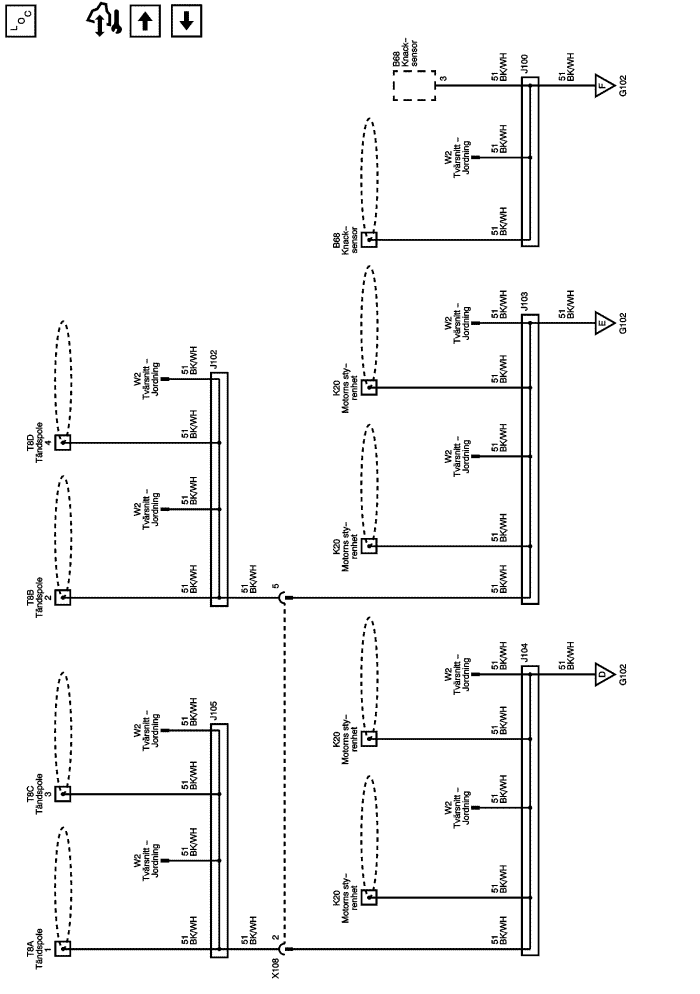 LOC
T8D
Tändspole
4
T8B
Tändspole
2
T8C
Tändspole
3
T8A
Tändspole
1
W2
Tvärsnitt –
Jordning
51
BK/WH
J102
51
BK/WH
W2
Tvärsnitt –
Jordning
51
BK/WH
51
BK/WH
51
BK/WH
5
W2
Tvärsnitt –
Jordning
51
BK/WH
J105
51
BK/WH
W2
Tvärsnitt –
Jordning
51
BK/WH
51
BK/WH
51
BK/WH
2
X108
B68
Knack–
sensor
3
51
BK/WH
J100
51
BK/WH
F
G102
W2
Tvärsnitt –
Jordning
51
BK/WH
B68
Knack–
sensor
51
BK/WH
W2
Tvärsnitt –
Jordning
51
BK/WH
J103
51
BK/WH
E
G102
K20
Motorns sty–
renhet
51
BK/WH
W2
Tvärsnitt –
Jordning
51
BK/WH
K20
Motorns sty–
renhet
51
BK/WH
51
BK/WH
W2
Tvärsnitt –
Jordning
51
BK/WH
J104
51
BK/WH
D
G102
K20
Motorns sty–
renhet
51
BK/WH
W2
Tvärsnitt –
Jordning
51
BK/WH
K20
Motorns sty–
renhet
51
BK/WH
51
BK/WH